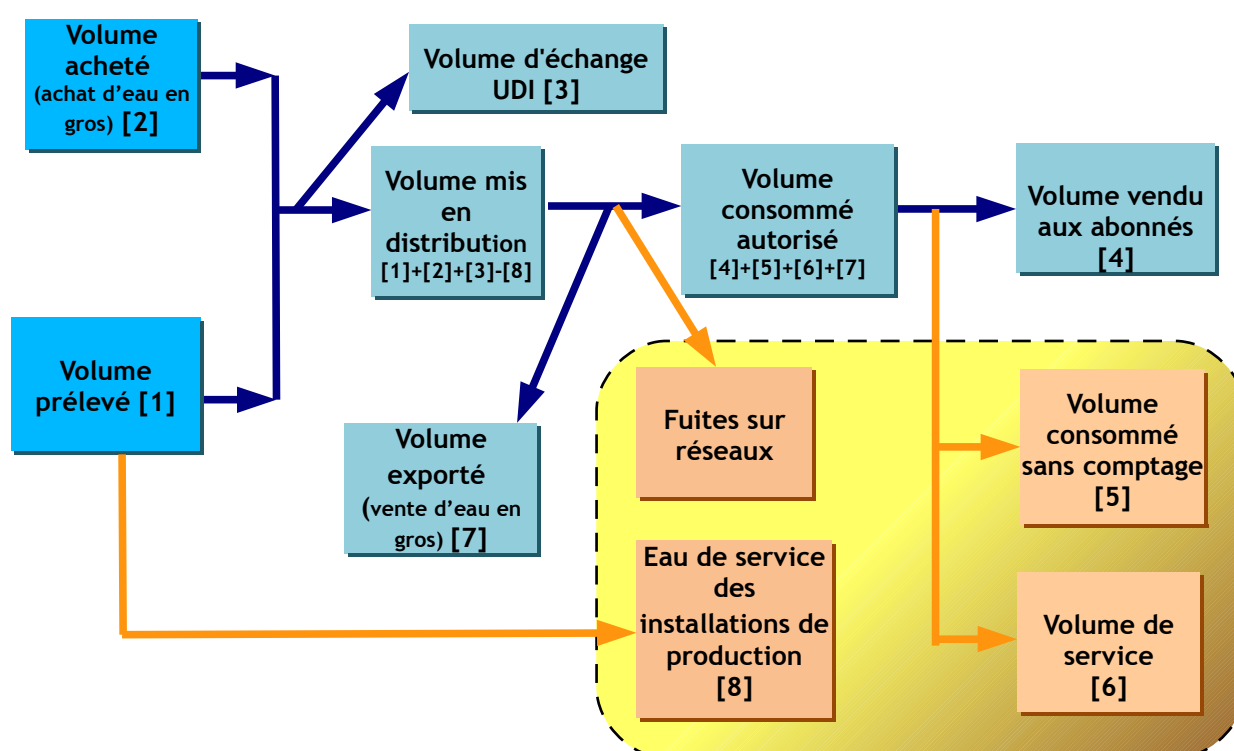 Volume
acheté
(achat d’eau en
gros) [2]
Volume d'échange
UDI [3]
Volume mis
en
distribution
[1]+[2]+[3]-[8]
Volume
consommé
autorisé
[4]+[5]+[6]+[7]
Volume vendu
aux abonnés
[4]
Volume
prélevé [1]
Volume
exporté
(vente d’eau en
gros) [7]
Fuites sur
réseaux
Volume
consommé
sans comptage
[5]
Eau de service
des
installations de
production
[8]
Volume de
service
[6]